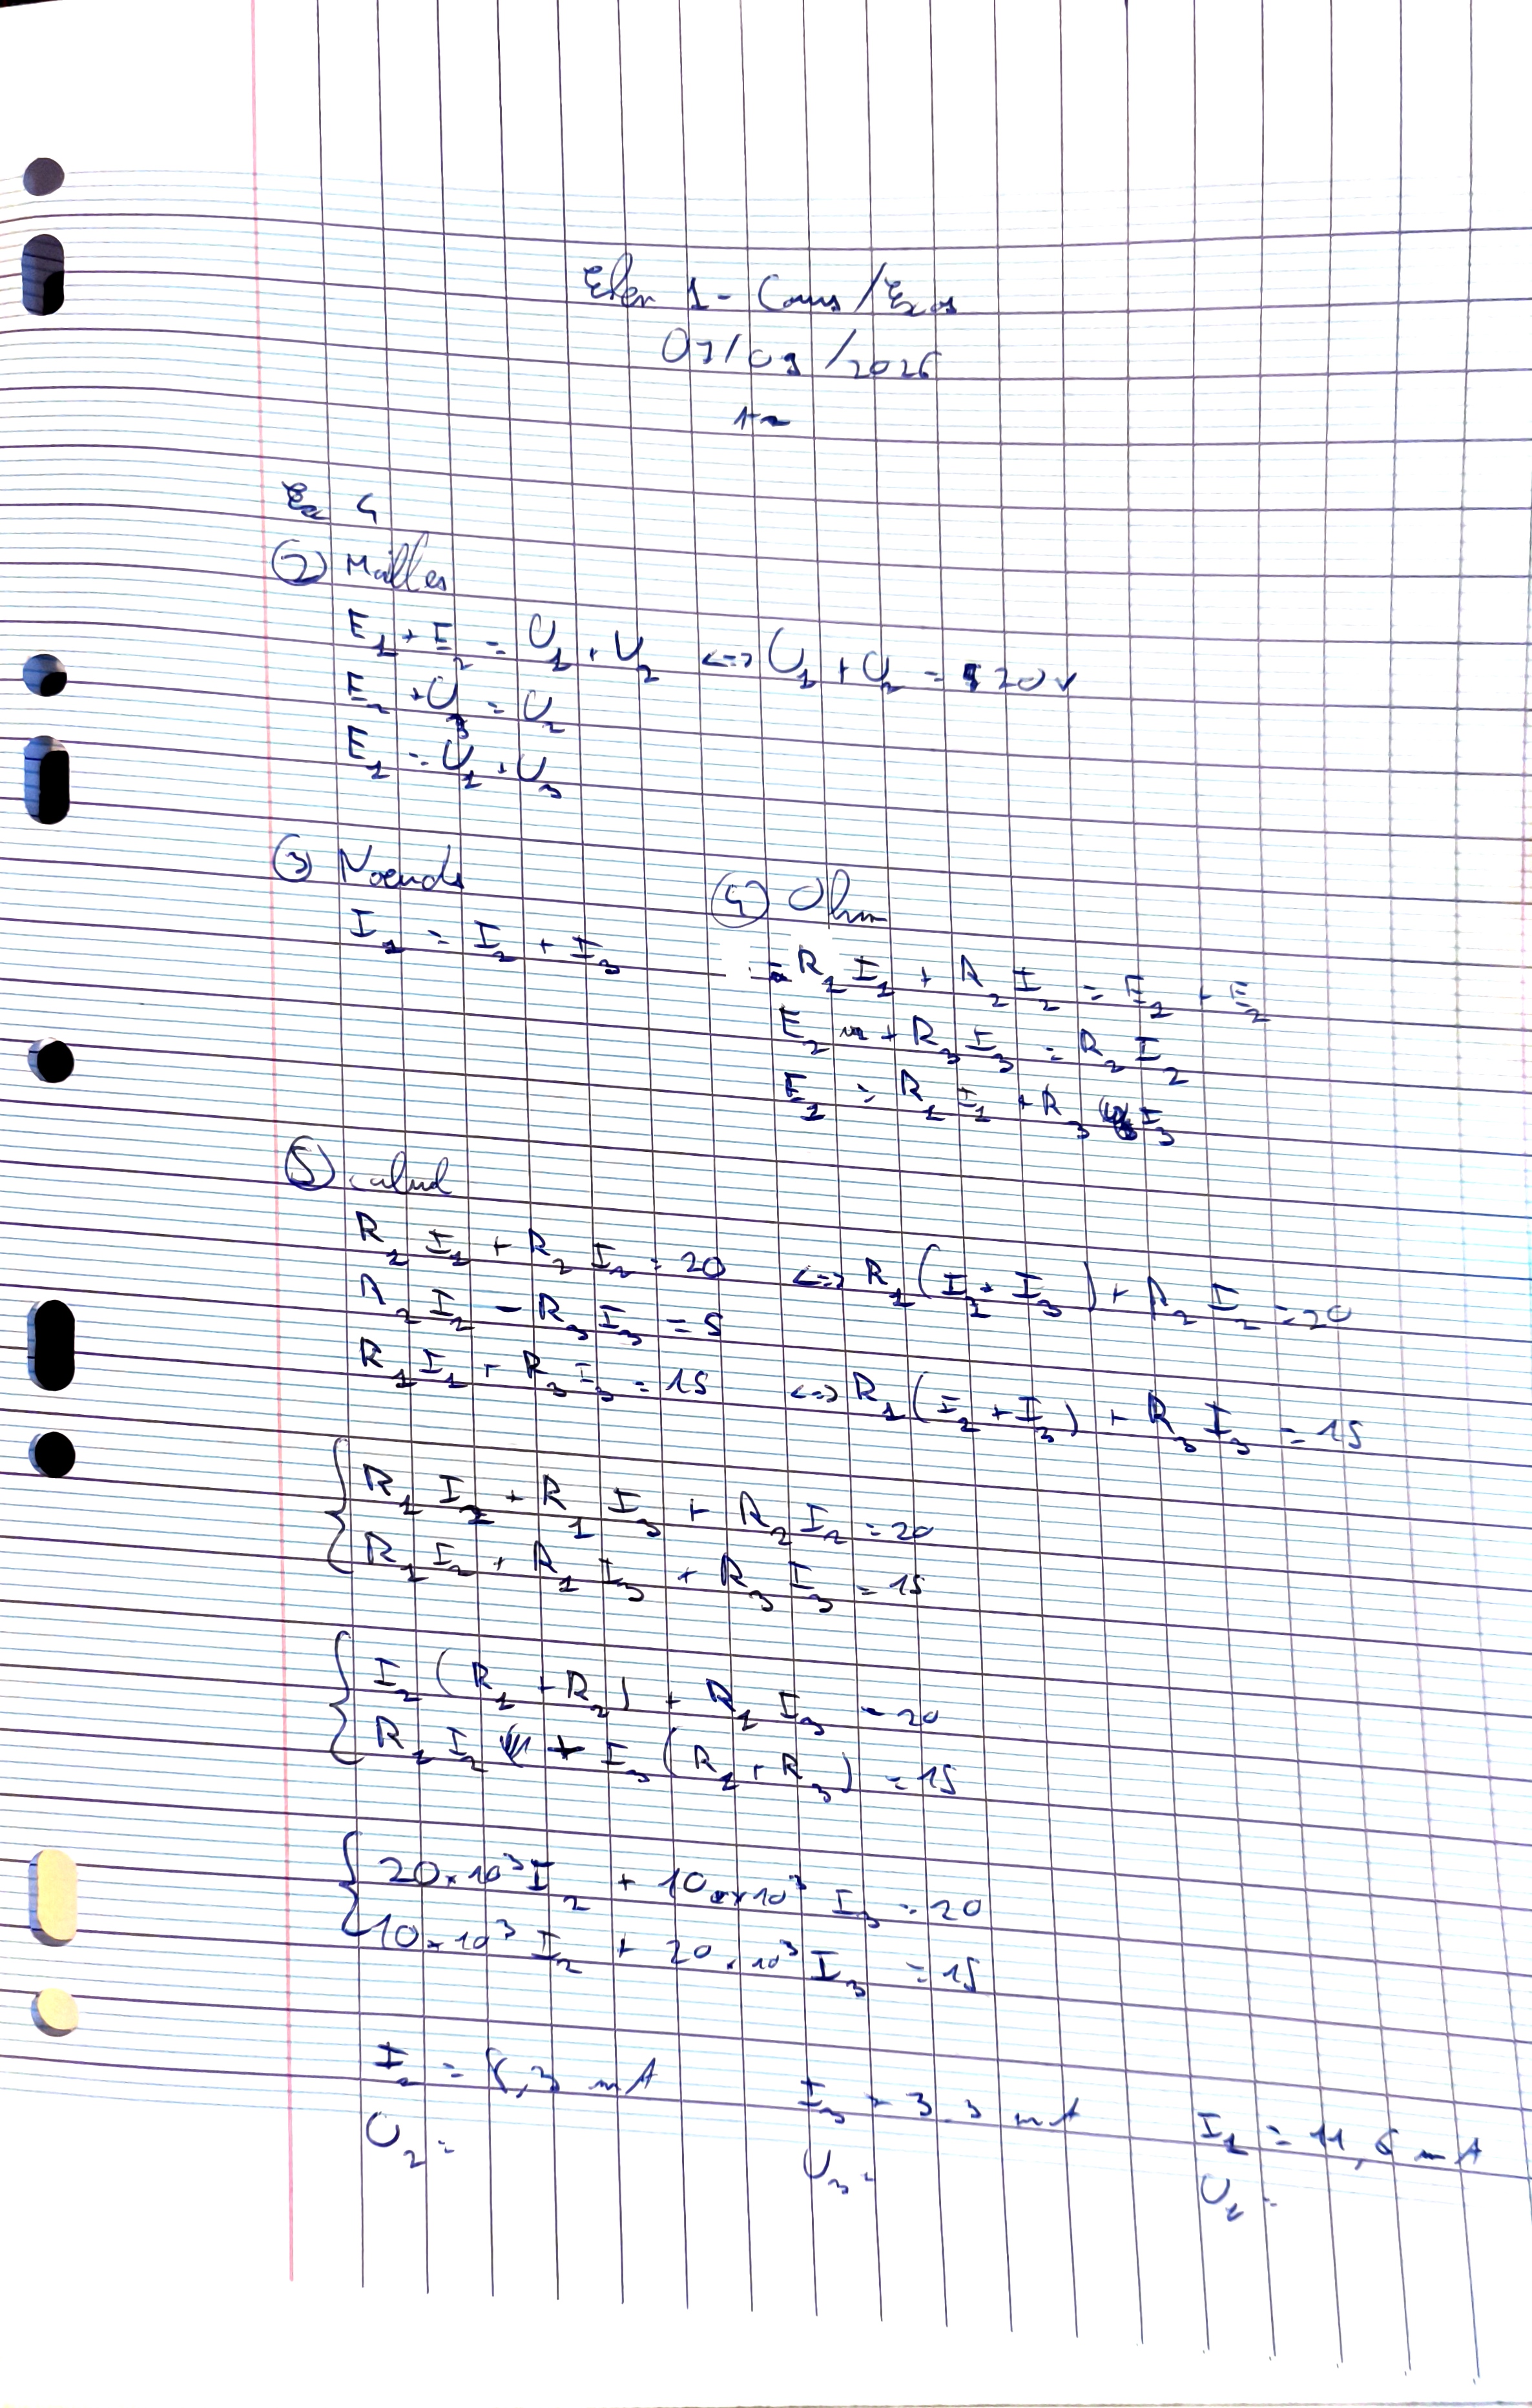 Elen 1 - Cours/Exos
07/09/2026
Ex 4
② Mailles
E₁ + E₂ = U₁ + U₂ <=> U₁ + U₂ = 20V
E₂ + U₃ = U₂
E₁ = U₁ + U₃
③ Noeuds
I₁ = I₂ + I₃
④ Ohm
R₁ I₁ + R₂ I₂ = E₁ + E₂
E₂ + R₃ I₃ = R₂ I₂
E₁ = R₁ I₁ + R₃ I₃
⑤ calcul
R₁ I₁ + R₂ I₂ = 20 <=> R₁ (I₂ + I₃) + R₂ I₂ = 20
R₂ I₂ - R₃ I₃ = 5
R₁ I₁ + R₃ I₃ = 15 <=> R₁ (I₂ + I₃) + R₃ I₃ = 15
R₁ I₂ + R₁ I₃ + R₂ I₂ = 20
R₁ I₂ + R₁ I₃ + R₃ I₃ = 15
I₂ (R₁ + R₂) + R₁ I₃ = 20
R₁ I₂ + I₃ (R₁ + R₃) = 15
20×10³ I₂ + 10×10³ I₃ = 20
10×10³ I₂ + 20×10³ I₃ = 15
I₂ = 8,3 mA I₃ = 3.3 mA I₁ = 11,6 mA
U₂ = U₃ = U₁ =